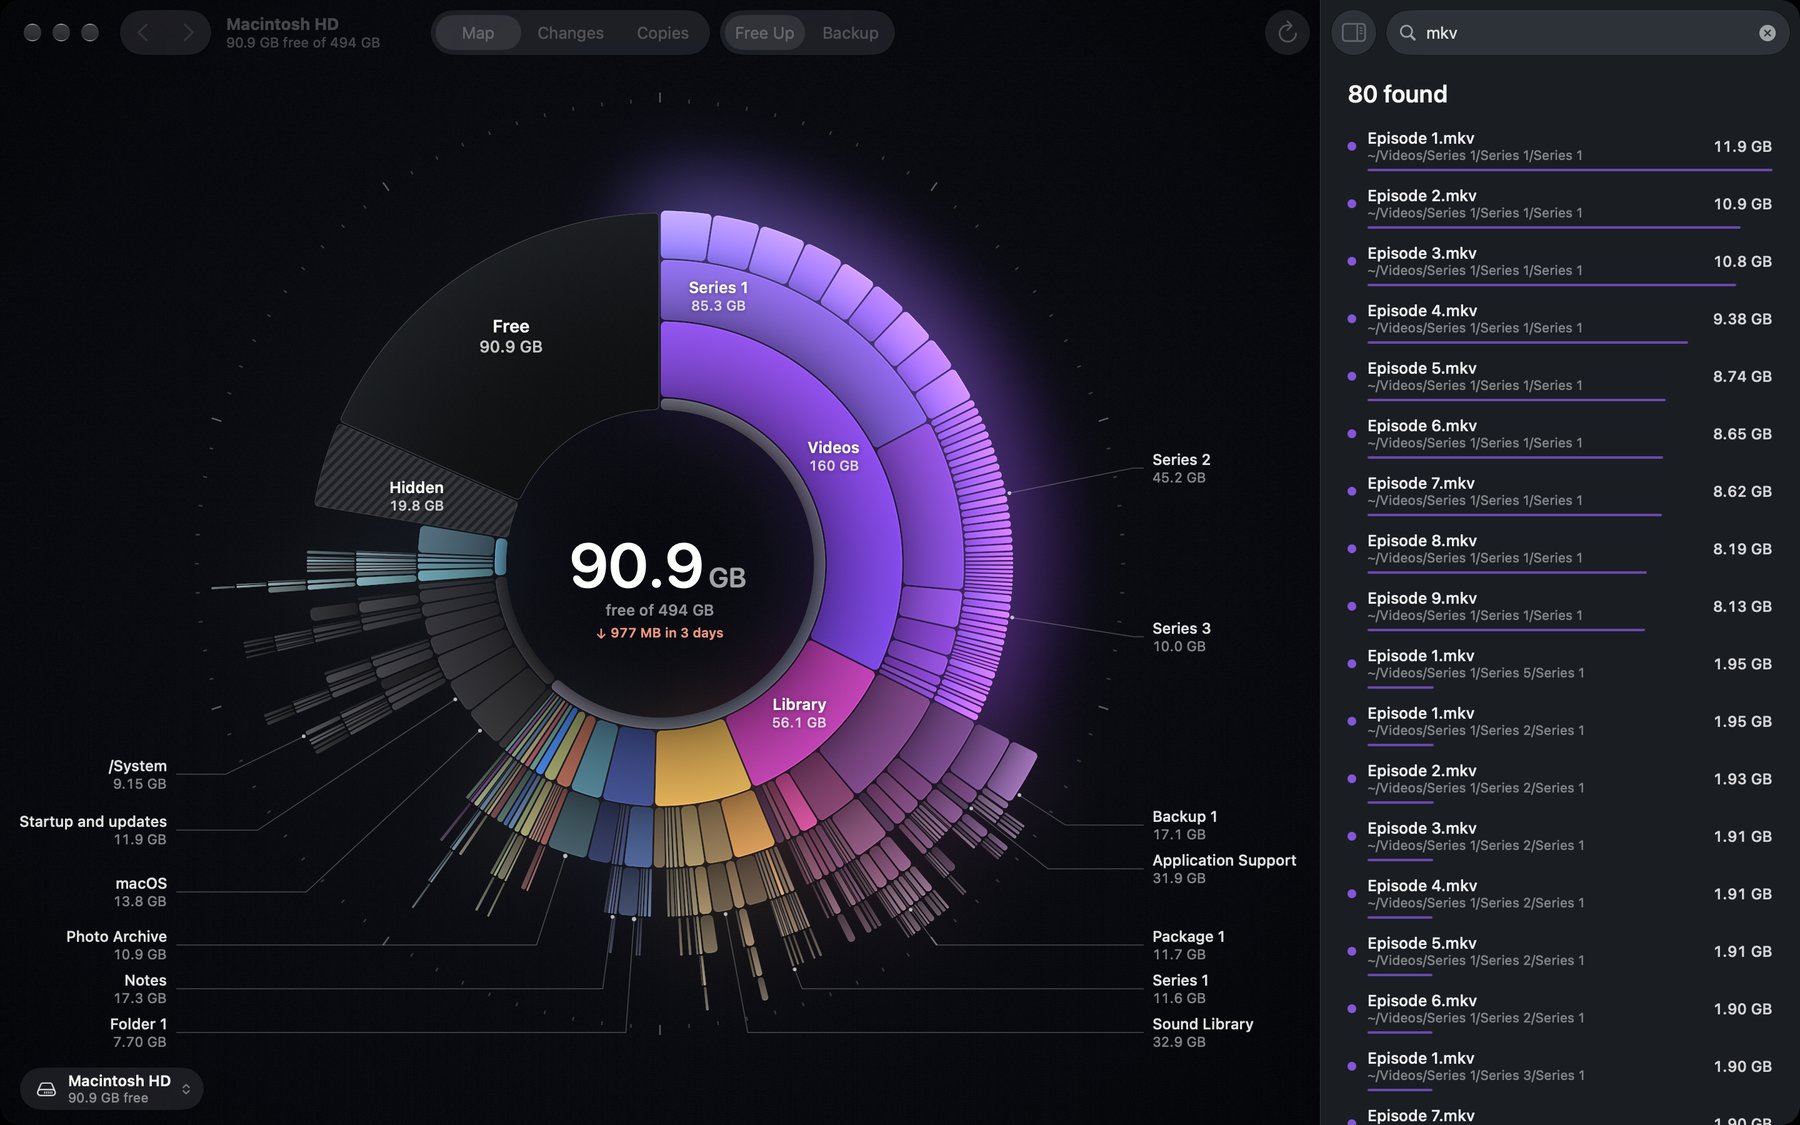 Macintosh HD
90.9 GB free of 494 GB
Map
Changes
Copies
Free Up
Backup
mkv
80 found
Episode 1.mkv
~/Videos/Series 1/Series 1/Series 1
11.9 GB
Episode 2.mkv
~/Videos/Series 1/Series 1/Series 1
10.9 GB
Episode 3.mkv
~/Videos/Series 1/Series 1/Series 1
10.8 GB
Episode 4.mkv
~/Videos/Series 1/Series 1/Series 1
9.38 GB
Episode 5.mkv
~/Videos/Series 1/Series 1/Series 1
8.74 GB
Episode 6.mkv
~/Videos/Series 1/Series 1/Series 1
8.65 GB
Episode 7.mkv
~/Videos/Series 1/Series 1/Series 1
8.62 GB
Episode 8.mkv
~/Videos/Series 1/Series 1/Series 1
8.19 GB
Episode 9.mkv
~/Videos/Series 1/Series 1/Series 1
8.13 GB
Episode 1.mkv
~/Videos/Series 1/Series 5/Series 1
1.95 GB
Episode 1.mkv
~/Videos/Series 1/Series 2/Series 1
1.95 GB
Episode 2.mkv
~/Videos/Series 1/Series 2/Series 1
1.93 GB
Episode 3.mkv
~/Videos/Series 1/Series 2/Series 1
1.91 GB
Episode 4.mkv
~/Videos/Series 1/Series 2/Series 1
1.91 GB
Episode 5.mkv
~/Videos/Series 1/Series 2/Series 1
1.91 GB
Episode 6.mkv
~/Videos/Series 1/Series 2/Series 1
1.90 GB
Episode 1.mkv
~/Videos/Series 1/Series 3/Series 1
1.90 GB
Episode 7.mkv
1.90 GB
Series 1
85.3 GB
Free
90.9 GB
Videos
160 GB
Hidden
19.8 GB
Library
56.1 GB
90.9 GB
free of 494 GB
↓ 977 MB in 3 days
Series 2
45.2 GB
Series 3
10.0 GB
Backup 1
17.1 GB
Application Support
31.9 GB
Package 1
11.7 GB
Series 1
11.6 GB
Sound Library
32.9 GB
/System
9.15 GB
Startup and updates
11.9 GB
macOS
13.8 GB
Photo Archive
10.9 GB
Notes
17.3 GB
Folder 1
7.70 GB
Macintosh HD
90.9 GB free